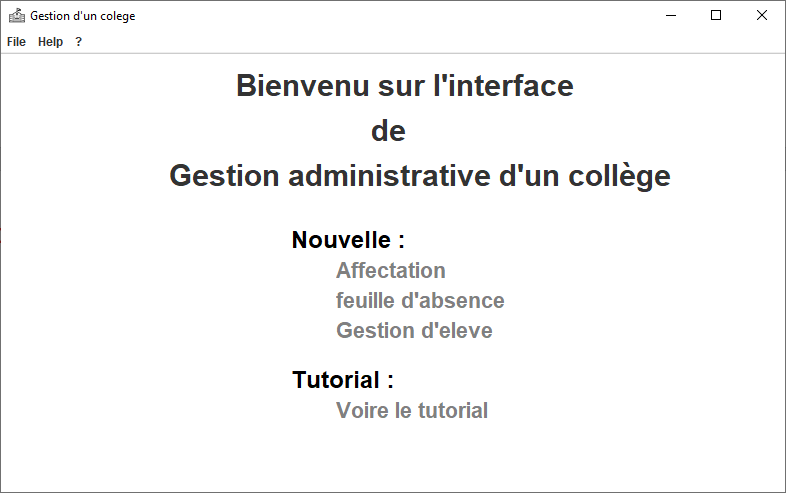 Gestion d'un colege
File Help ?
Bienvenu sur l'interface
de
Gestion administrative d'un collège
Nouvelle :
Affectation
feuille d'absence
Gestion d'eleve
Tutorial :
Voire le tutorial